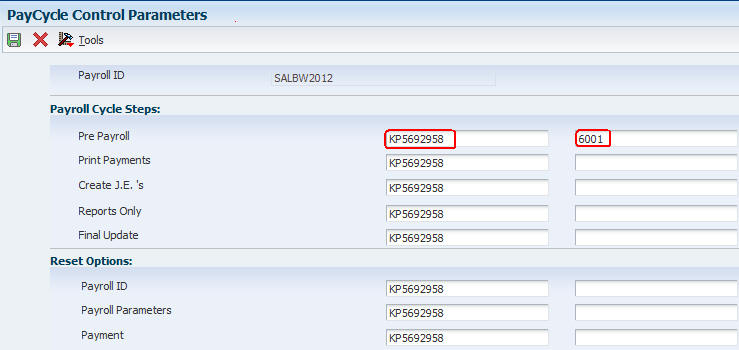 PayCycle Control Parameters
Tools
Payroll ID SALBW2012
Payroll Cycle Steps:
Pre Payroll KP5692958 6001
Print Payments KP5692958
Create J.E. 's KP5692958
Reports Only KP5692958
Final Update KP5692958
Reset Options:
Payroll ID KP5692958
Payroll Parameters KP5692958
Payment KP5692958